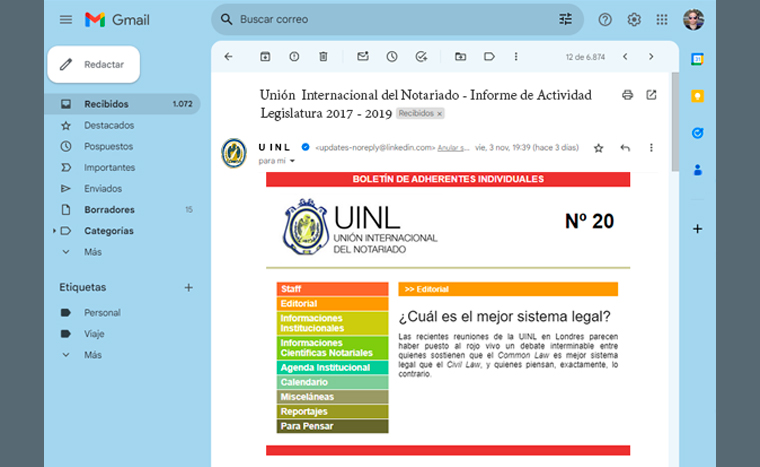 Gmail
Buscar correo
Redactar
12 de 6.874
Recibidos 1.072
Destacados
Pospuestos
Importantes
Enviados
Borradores 15
Categorías
Más
Etiquetas +
Personal
Viaje
Más
Unión Internacional del Notariado - Informe de Actividad
Legislatura 2017 - 2019 Recibidos x
U INL <updates-noreply@linkedin.com> Anular s... vie, 3 nov, 19:39 (hace 3 días)
para mi
BOLETÍN DE ADHERENTES INDIVIDUALES
UINL
UNIÓN INTERNACIONAL
DEL NOTARIADO
Nº 20
Staff
Editorial
Informaciones
Institucionales
Informaciones
Científicas Notariales
Agenda Institucional
Calendario
Misceláneas
Reportajes
Para Pensar
>> Editorial
¿Cuál es el mejor sistema legal?
Las recientes reuniones de la UINL en Londres parecen
haber puesto al rojo vivo un debate interminable entre
quienes sostienen que el Common Law es mejor sistema
legal que el Civil Law, y quienes piensan, exactamente, lo
contrario.